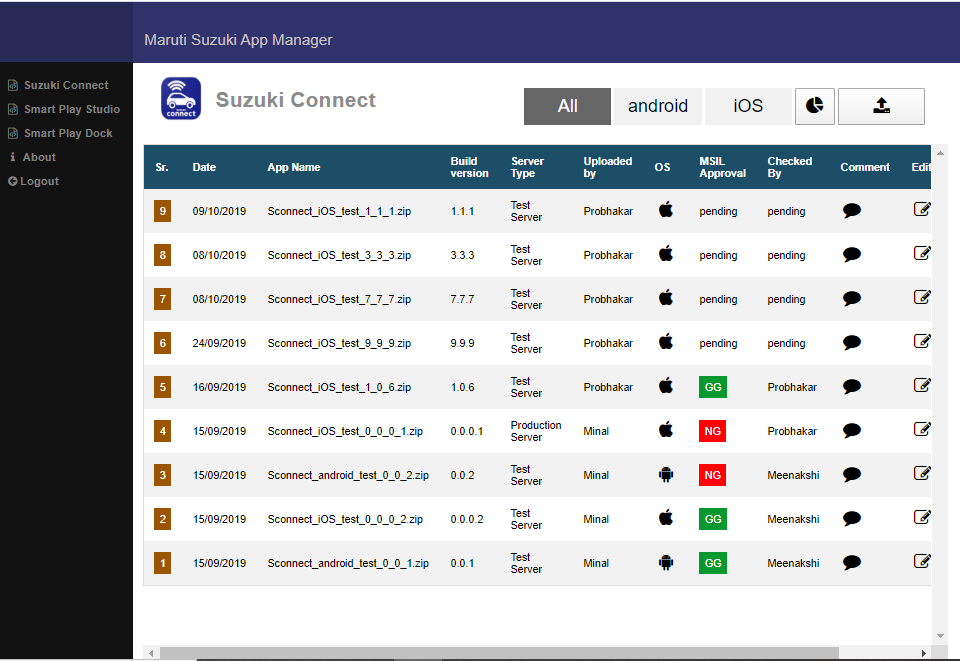 Maruti Suzuki App Manager
Suzuki Connect
Smart Play Studio
Smart Play Dock
About
Logout
connect
Suzuki Connect
All android iOS
Sr. Date App Name Build version Server Type Uploaded by OS MSIL Approval Checked By Comment Edit
9 09/10/2019 Sconnect_iOS_test_1_1_1.zip 1.1.1 Test Server Probhakar pending pending
8 08/10/2019 Sconnect_iOS_test_3_3_3.zip 3.3.3 Test Server Probhakar pending pending
7 08/10/2019 Sconnect_iOS_test_7_7_7.zip 7.7.7 Test Server Probhakar pending pending
6 24/09/2019 Sconnect_iOS_test_9_9_9.zip 9.9.9 Test Server Probhakar pending pending
5 16/09/2019 Sconnect_iOS_test_1_0_6.zip 1.0.6 Test Server Probhakar GG Probhakar
4 15/09/2019 Sconnect_iOS_test_0_0_0_1.zip 0.0.0.1 Production Server Minal NG Probhakar
3 15/09/2019 Sconnect_android_test_0_0_2.zip 0.0.2 Test Server Minal NG Meenakshi
2 15/09/2019 Sconnect_iOS_test_0_0_0_2.zip 0.0.0.2 Test Server Minal GG Meenakshi
1 15/09/2019 Sconnect_android_test_0_0_1.zip 0.0.1 Test Server Minal GG Meenakshi